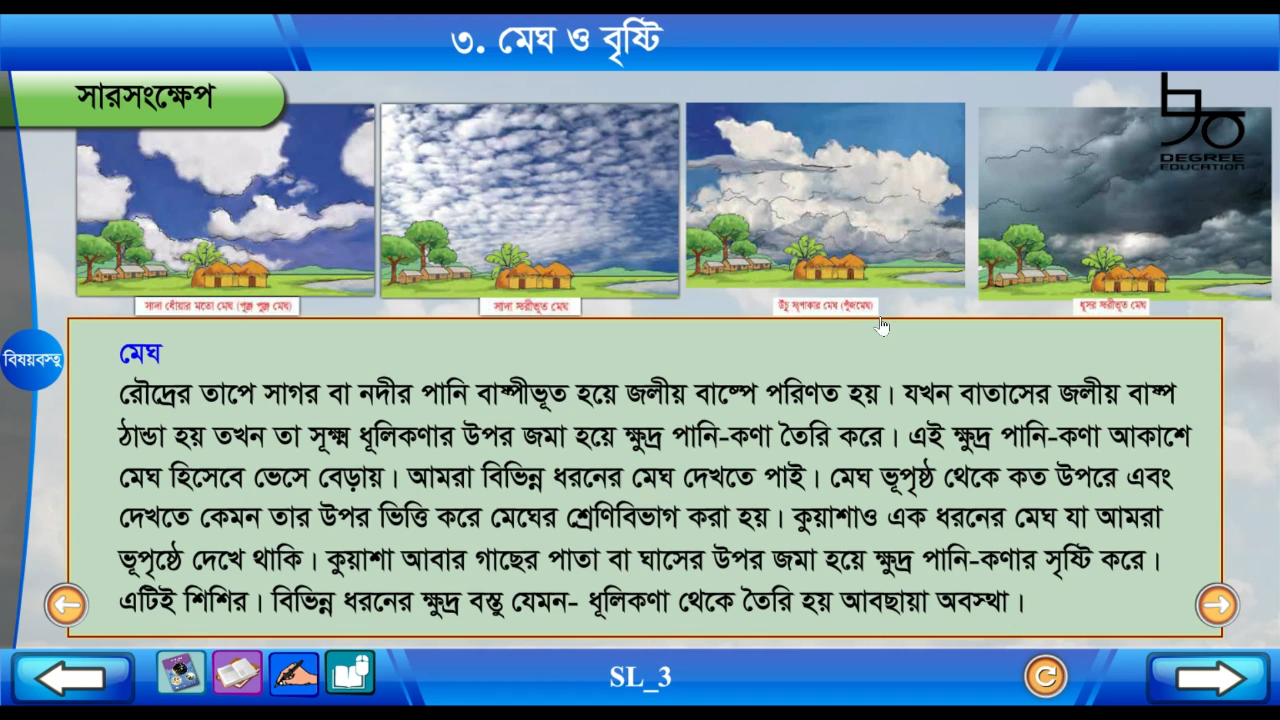 ৩. মেঘ ও বৃষ্টি
সারসংক্ষেপ
DEGREE
EDUCATION
সাদা ধোঁয়ার মতো মেঘ (পুঞ্জ পুঞ্জ মেঘ)
সাদা স্তরীভূত মেঘ
উঁচু স্তূপাকার মেঘ (পুঁজমেঘ)
ধূসর স্তরীভূত মেঘ
বিষয়বস্তু
মেঘ
রৌদ্রের তাপে সাগর বা নদীর পানি বাষ্পীভূত হয়ে জলীয় বাষ্পে পরিণত হয়। যখন বাতাসের জলীয় বাষ্প
ঠান্ডা হয় তখন তা সূক্ষ্ম ধূলিকণার উপর জমা হয়ে ক্ষুদ্র পানি-কণা তৈরি করে। এই ক্ষুদ্র পানি-কণা আকাশে
মেঘ হিসেবে ভেসে বেড়ায়। আমরা বিভিন্ন ধরনের মেঘ দেখতে পাই। মেঘ ভূপৃষ্ঠ থেকে কত উপরে এবং
দেখতে কেমন তার উপর ভিত্তি করে মেঘের শ্রেণিবিভাগ করা হয়। কুয়াশাও এক ধরনের মেঘ যা আমরা
ভূপৃষ্ঠে দেখে থাকি। কুয়াশা আবার গাছের পাতা বা ঘাসের উপর জমা হয়ে ক্ষুদ্র পানি-কণার সৃষ্টি করে।
এটিই শিশির। বিভিন্ন ধরনের ক্ষুদ্র বস্তু যেমন- ধূলিকণা থেকে তৈরি হয় আবছায়া অবস্থা।
SL_3